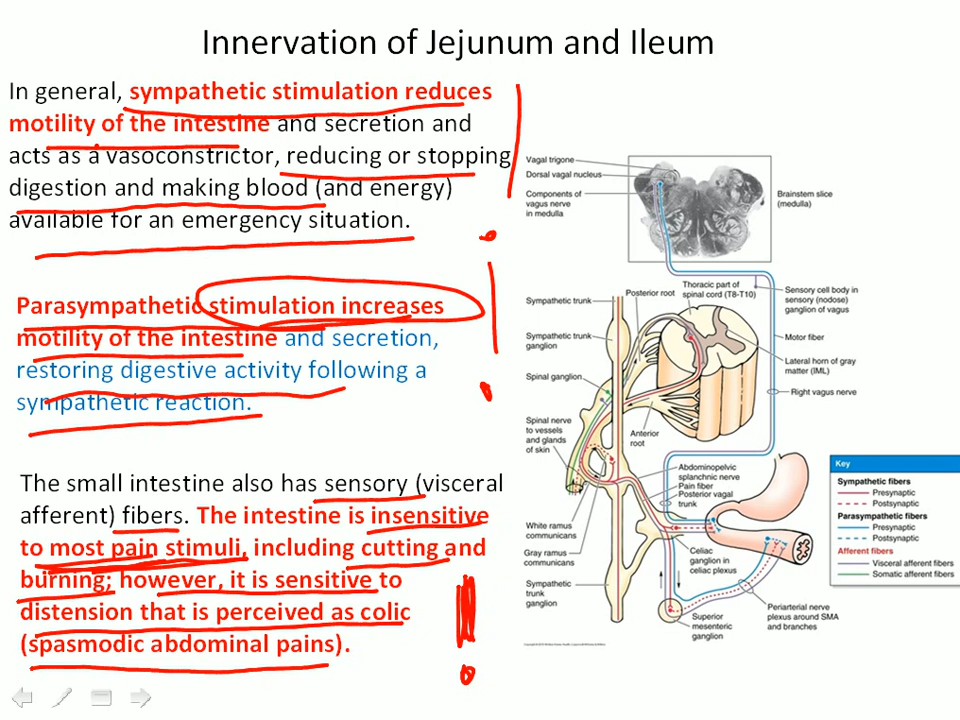 Innervation of Jejunum and Ileum
In general, sympathetic stimulation reduces
motility of the intestine and secretion and
acts as a vasoconstrictor, reducing or stopping
digestion and making blood (and energy)
available for an emergency situation.
Parasympathetic stimulation increases
motility of the intestine and secretion,
restoring digestive activity following a
sympathetic reaction.
The small intestine also has sensory (visceral
afferent) fibers. The intestine is insensitive
to most pain stimuli, including cutting and
burning; however, it is sensitive to
distension that is perceived as colic
(spasmodic abdominal pains).
Vagal trigone
Dorsal vagal nucleus
Components of
vagus nerve
in medulla
Brainstem slice
(medulla)
Sympathetic trunk
Posterior root
Thoracic part of
spinal cord (T8-T10)
Sensory cell body in
sensory (nodose)
ganglion of vagus
Sympathetic trunk
ganglion
Motor fiber
Lateral horn of gray
matter (IML)
Spinal ganglion
Right vagus nerve
Spinal nerve
to vessels
and glands
of skin
Anterior
root
Abdominopelvic
splanchnic nerve
Pain fiber
Posterior vagal
trunk
White ramus
communicans
Gray ramus
communicans
Celiac
ganglion in
celiac plexus
Sympathetic
trunk
ganglion
Superior
mesenteric
ganglion
Periarterial nerve
plexus around SMA
and branches
Key
Sympathetic fibers
Presynaptic
Postsynaptic
Parasympathetic fibers
Presynaptic
Postsynaptic
Afferent fibers
Visceral afferent fibers
Somatic afferent fibers